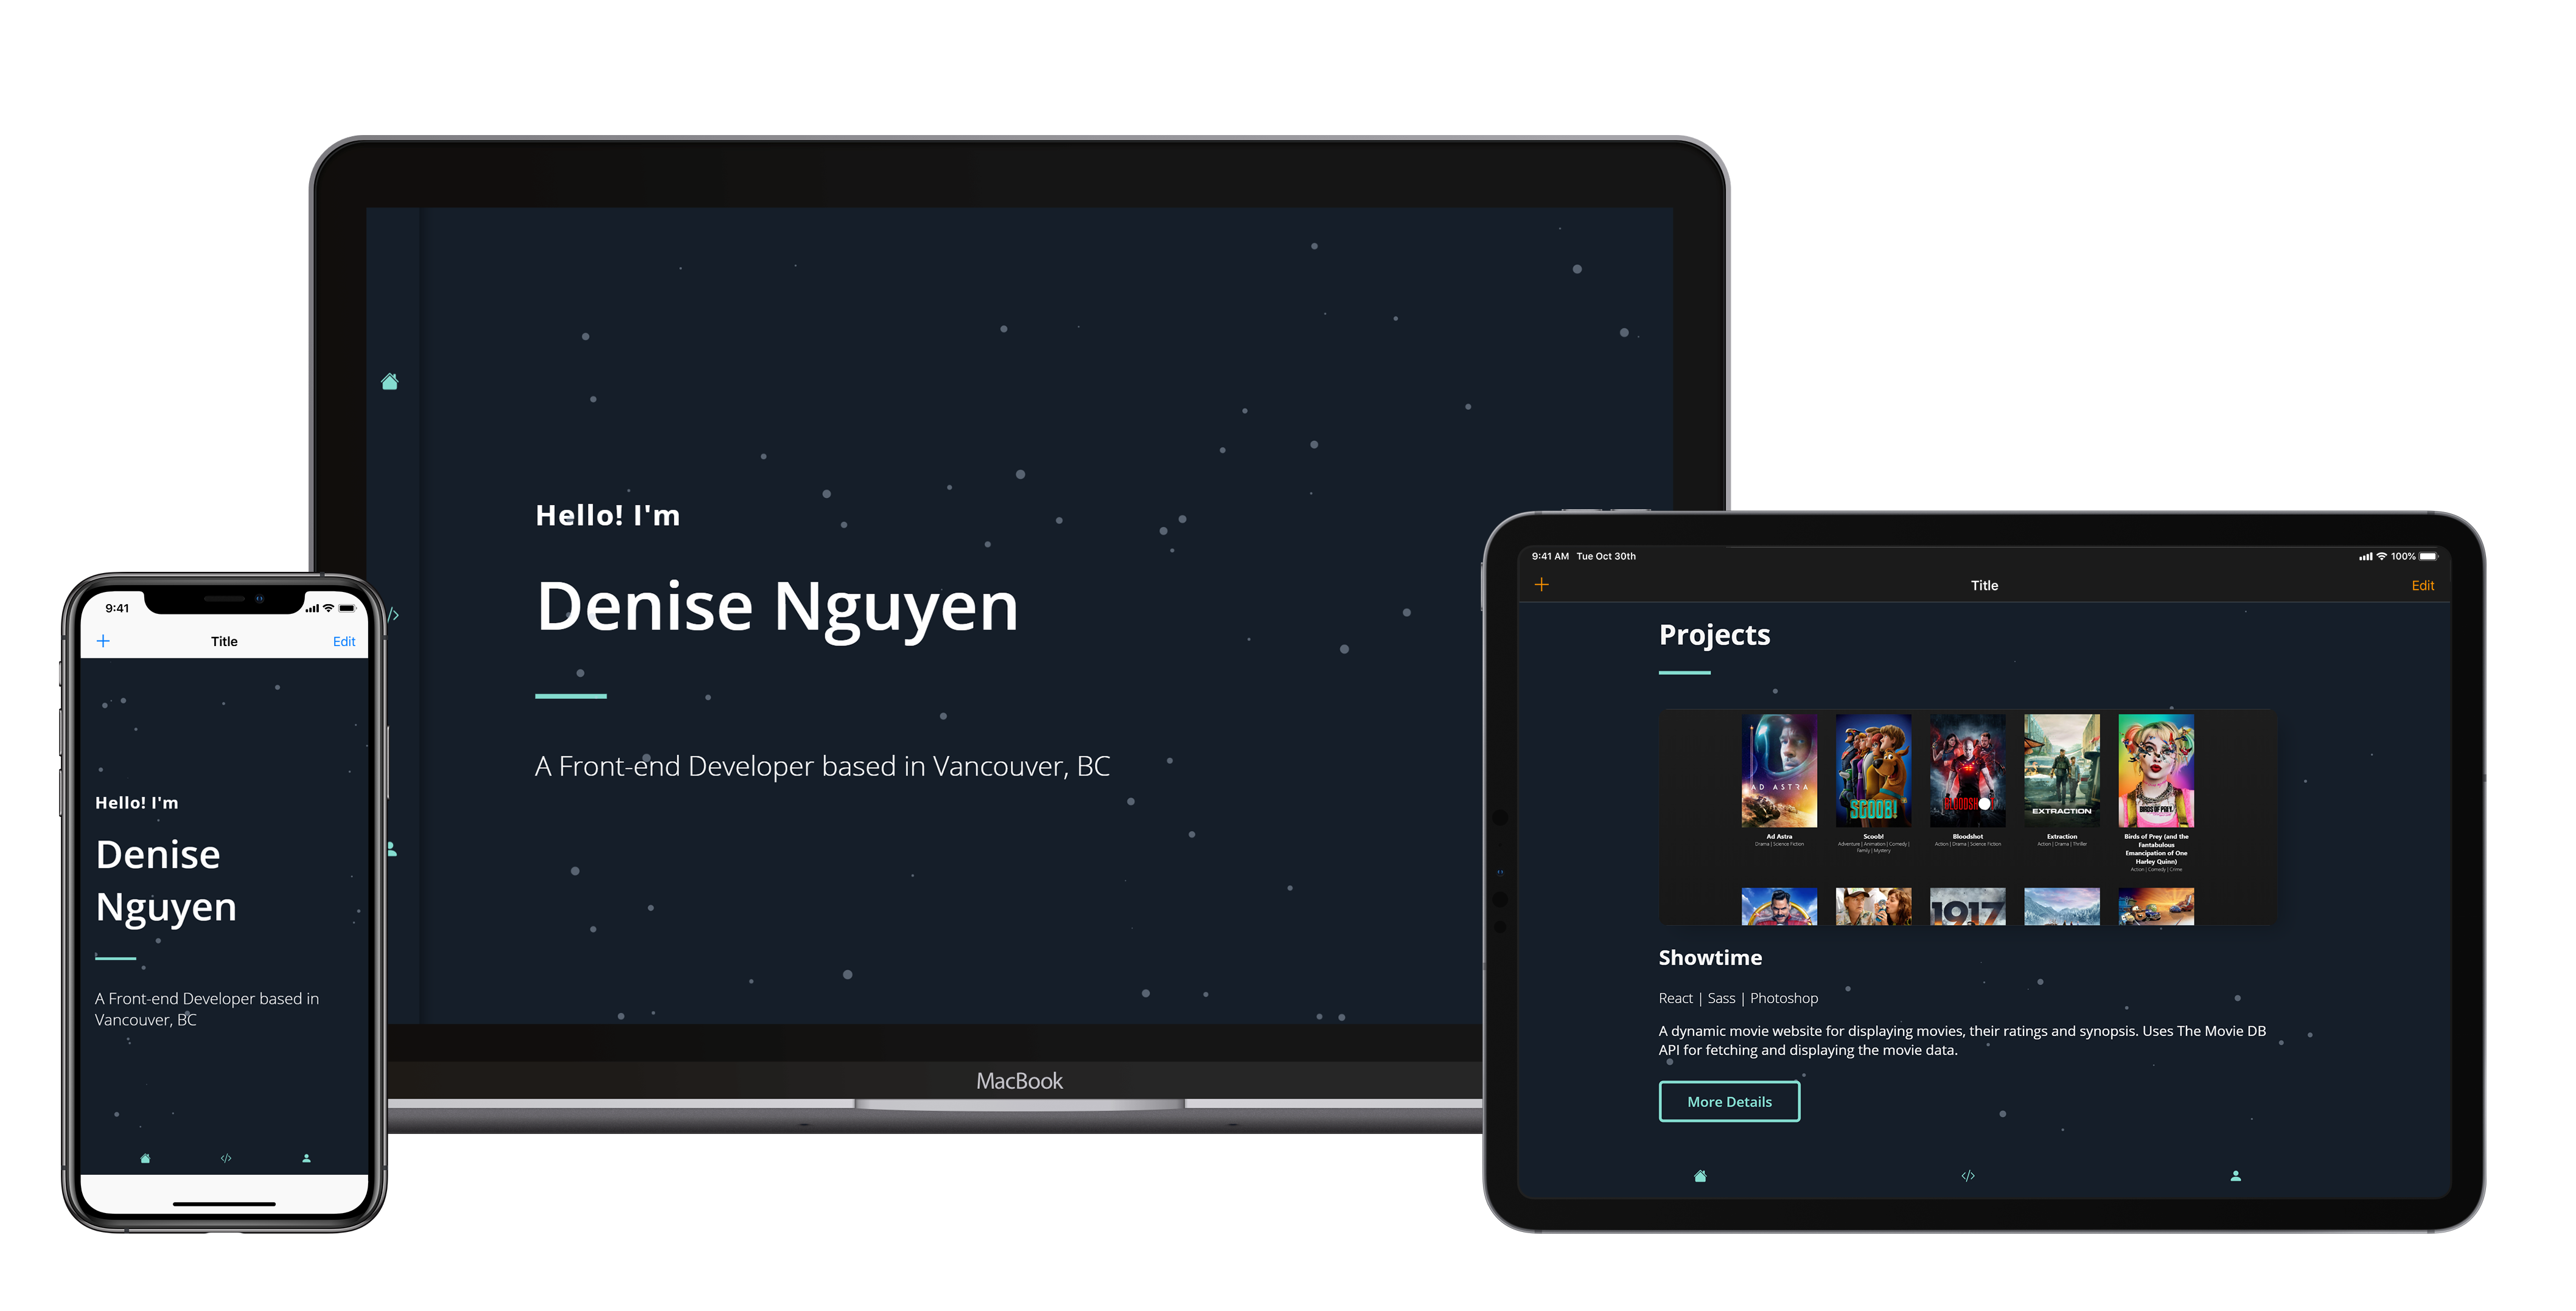 Hello! I'm
Denise Nguyen
A Front-end Developer based in Vancouver, BC
MacBook
9:41
Title
Edit
Hello! I'm
Denise
Nguyen
A Front-end Developer based in
Vancouver, BC
9:41 AM Tue Oct 30th
100%
Title
Edit
Projects
AD ASTRA
SCOOB!
EXTRACTION
BIRDS OF PREY
Ad Astra
Drama | Science Fiction
Scoob!
Adventure | Animation | Comedy |
Family | Mystery
Bloodshot
Action | Drama | Science Fiction
Extraction
Action | Drama | Thriller
Birds of Prey (and the
Fantabulous
Emancipation of One
Harley Quinn)
Action | Comedy | Crime
1917
Showtime
React | Sass | Photoshop
A dynamic movie website for displaying movies, their ratings and synopsis. Uses The Movie DB
API for fetching and displaying the movie data.
More Details